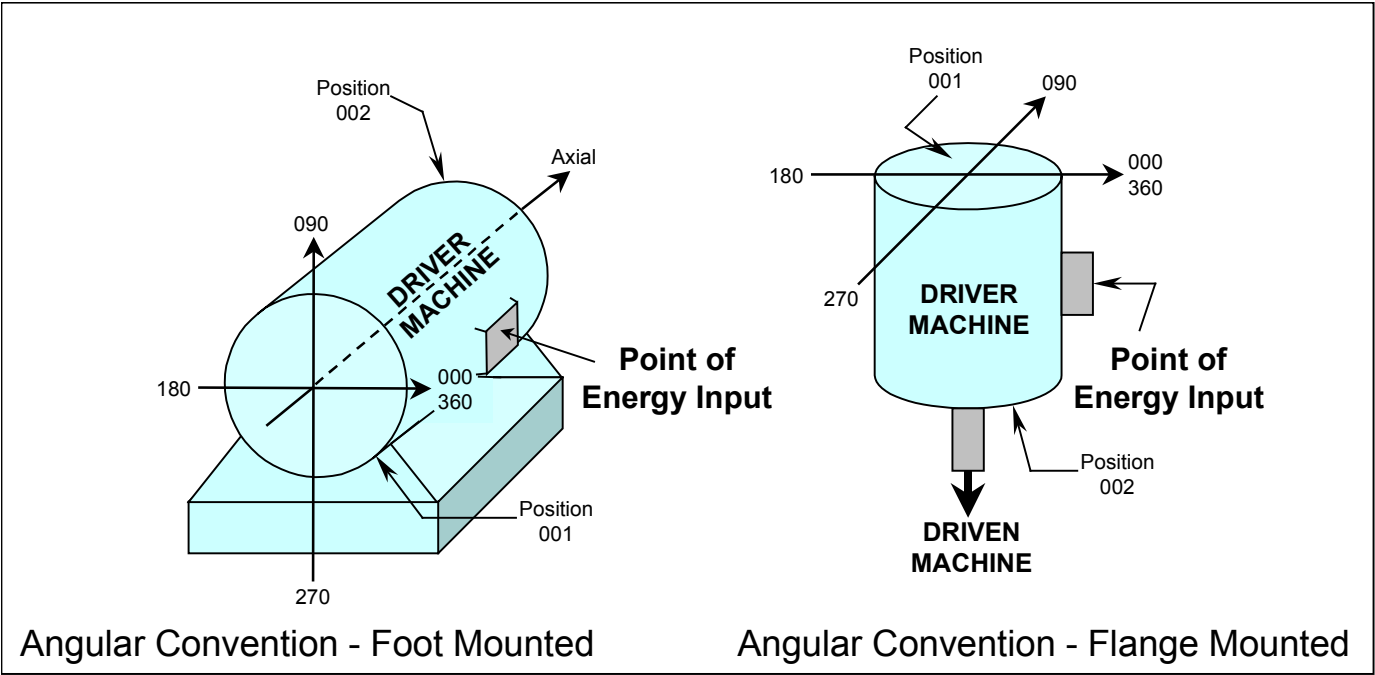 Position
002
Axial
090
DRIVER
MACHINE
180
000
360
Point of
Energy Input
Position
001
270
Angular Convention - Foot Mounted
Position
001
090
180
000
360
270
DRIVER
MACHINE
Point of
Energy Input
Position
002
DRIVEN
MACHINE
Angular Convention - Flange Mounted